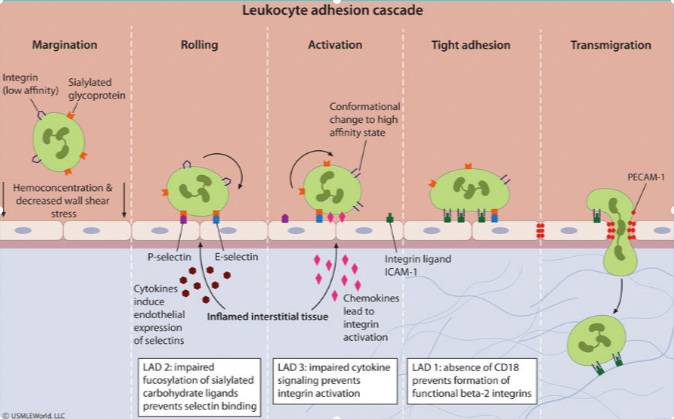 Leukocyte adhesion cascade
Margination
Rolling
Activation
Tight adhesion
Transmigration
Integrin
(low affinity)
Sialylated
glycoprotein
Hemoconcentration &
decreased wall shear
stress
P-selectin
E-selectin
Cytokines
induce
endothelial
expression
of selectins
Inflamed interstitial tissue
Conformational
change to high
affinity state
Chemokines
lead to
integrin
activation
Integrin ligand
ICAM-1
PECAM-1
LAD 2: impaired
fucosylation of sialylated
carbohydrate ligands
prevents selectin binding
LAD 3: impaired cytokine
signaling prevents
integrin activation
LAD 1: absence of CD18
prevents formation of
functional beta-2 integrins
© USMLEWorld, LLC